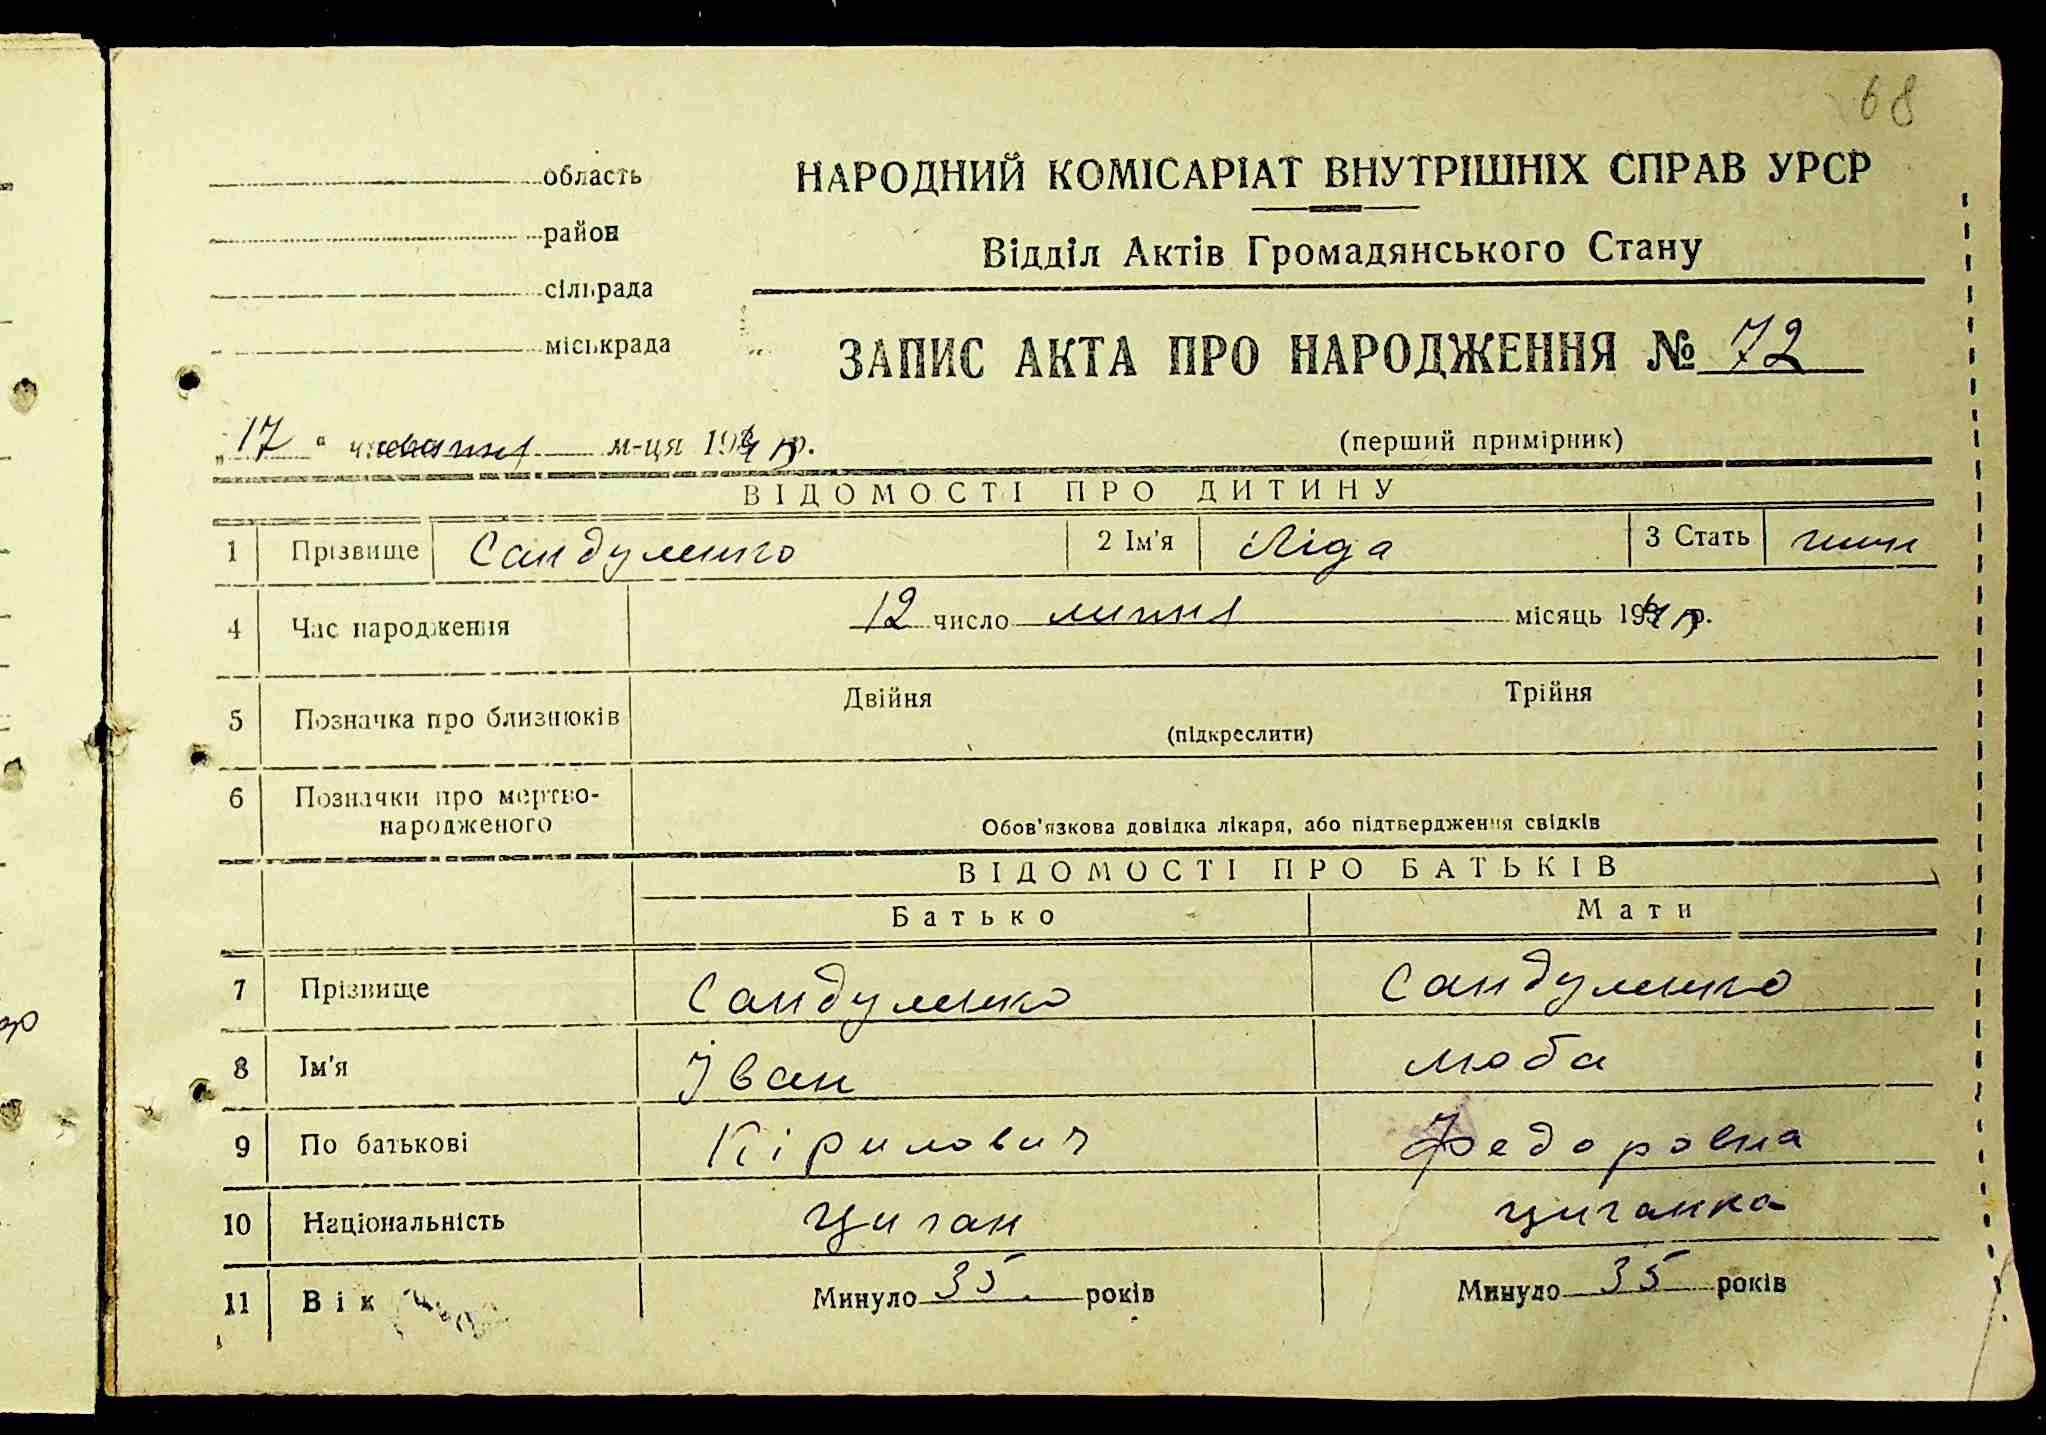 68
область
район
сільрада
міськрада
НАРОДНИЙ КОМІСАРІАТ ВНУТРІШНІХ СПРАВ УРСР
Відділ Актів Громадянського Стану
ЗАПИС АКТА ПРО НАРОДЖЕННЯ № 72
„17“ м-ця 194 р.
(перший примірник)
ВІДОМОСТІ ПРО ДИТИНУ
1 Прізвище Сандуленко 2 Ім'я Ліда 3 Стать жін
4 Час народження 12 число липня місяць 194 р.
5 Позначка про близнюків Двійня Трійня
(підкреслити)
6 Позначки про мертво-
народженого
Обов'язкова довідка лікаря, або підтвердження свідків
ВІДОМОСТІ ПРО БАТЬКІВ
Батько Мати
7 Прізвище Сандуленко Сандуленко
8 Ім'я Іван Люба
9 По батькові Кірилович Федоровна
10 Національність Циган циганка
11 Вік Минуло 35 років Минуло 35 років